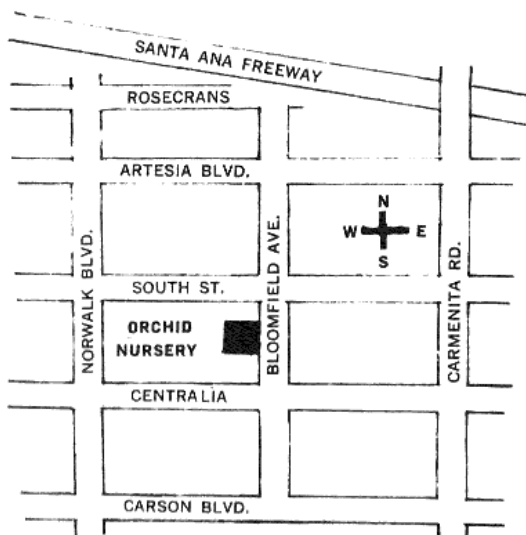 SANTA ANA FREEWAY
ROSECRANS
ARTESIA BLVD.
N
W E
S
NORWALK BLVD.
BLOOMFIELD AVE.
CARMENITA RD.
SOUTH ST.
ORCHID
NURSERY
CENTRALIA
CARSON BLVD.